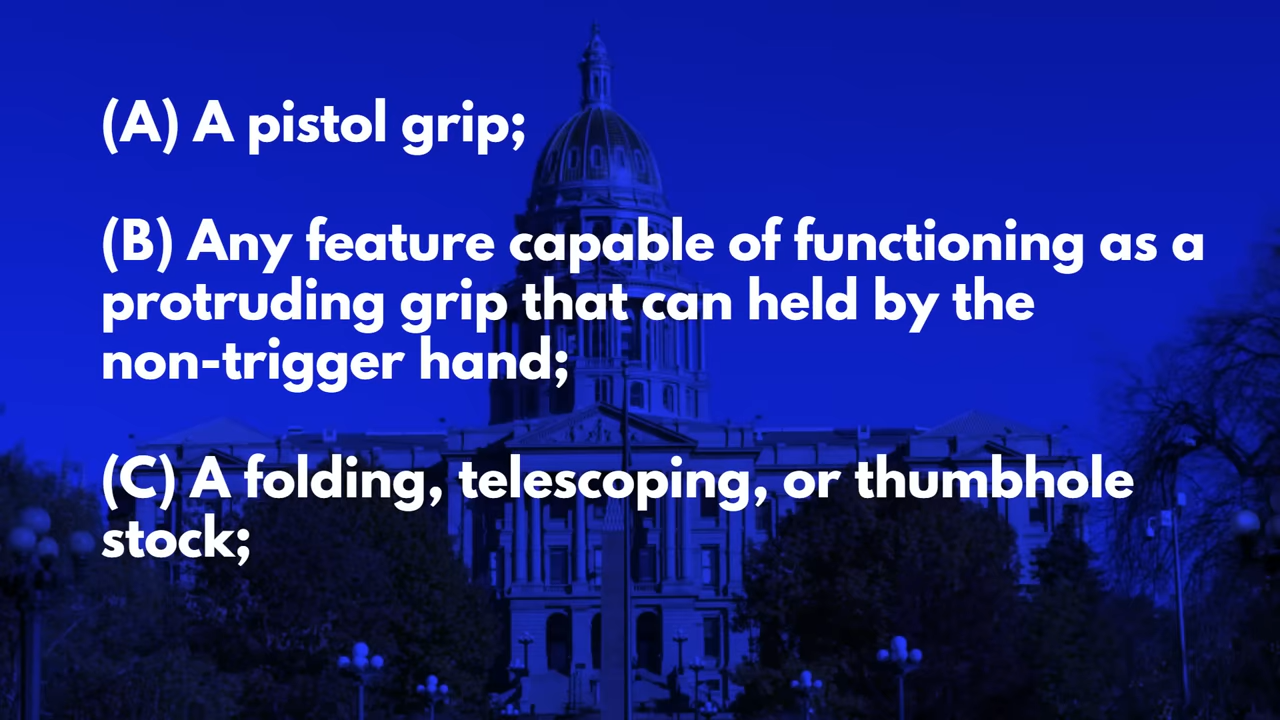 (A) A pistol grip;
(B) Any feature capable of functioning as a
protruding grip that can held by the
non-trigger hand;
(C) A folding, telescoping, or thumbhole
stock;